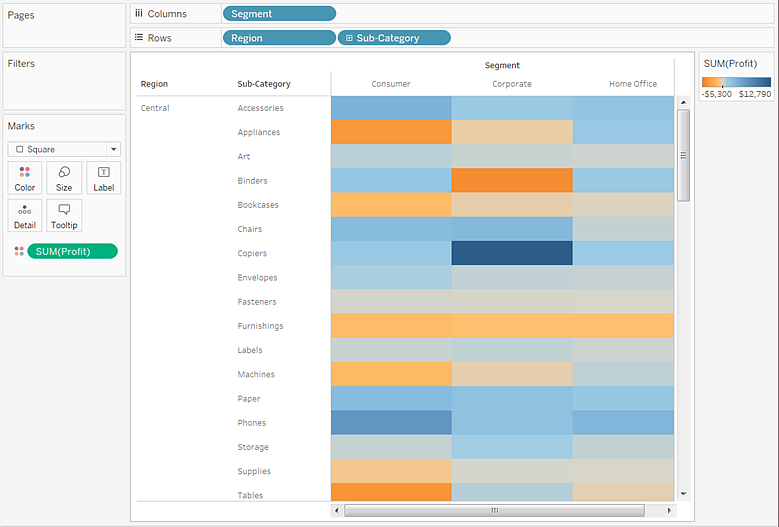 Pages
Columns
Segment
Rows
Region
Sub-Category
Filters
Marks
Square
Color
Size
Label
Detail
Tooltip
SUM(Profit)
Segment
Region
Sub-Category
Consumer
Corporate
Home Office
Central
Accessories
Appliances
Art
Binders
Bookcases
Chairs
Copiers
Envelopes
Fasteners
Furnishings
Labels
Machines
Paper
Phones
Storage
Supplies
Tables
SUM(Profit)
-$5,300 $12,790